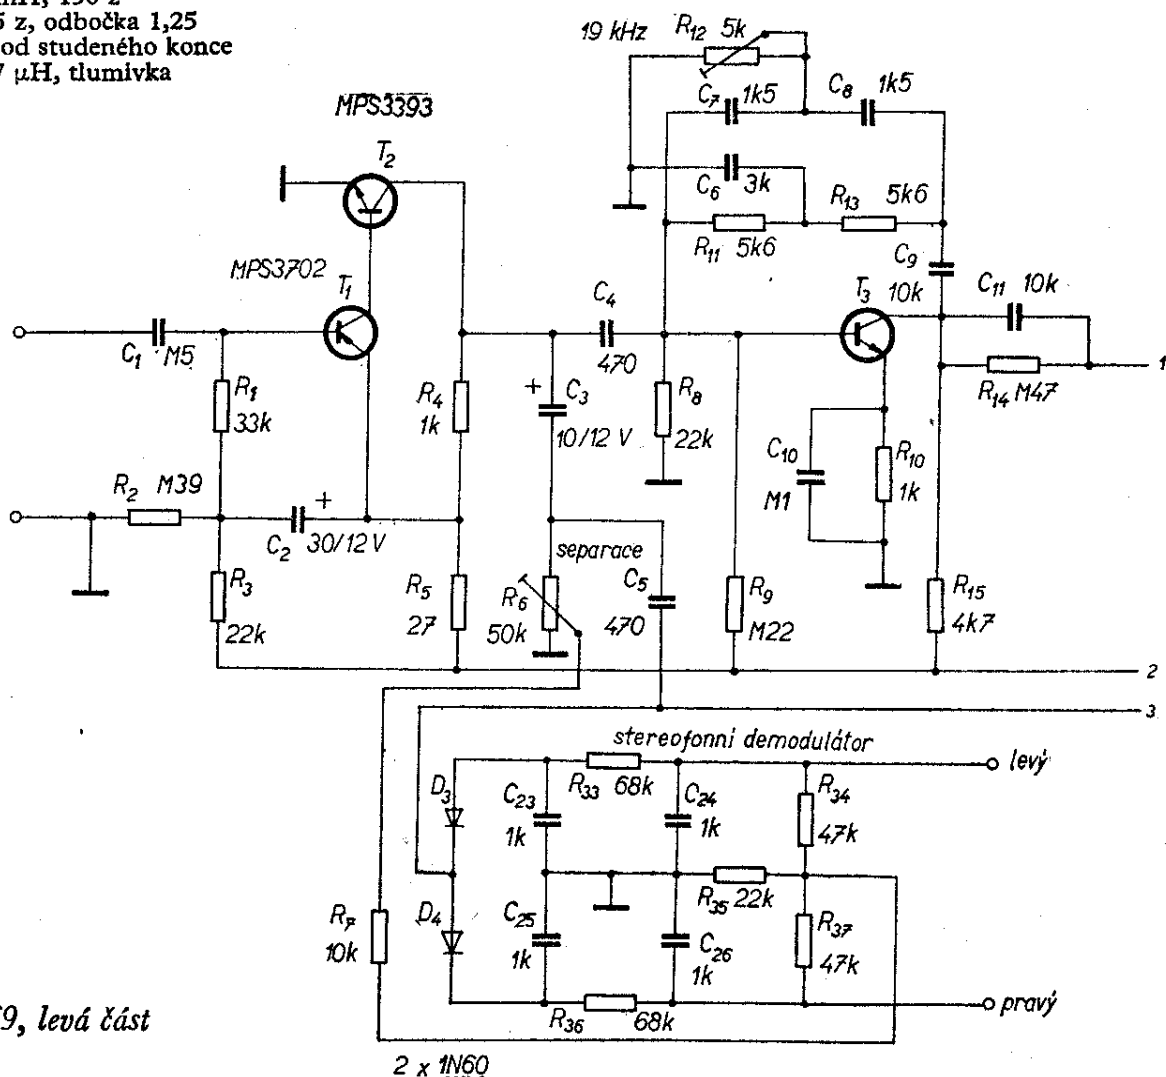 5 z, odbočka 1,25
od studeného konce
7 μH, tlumivka
19 kHz
R12 5k
C7 1k5
C8 1k5
MPS3393
T2
C6 3k
R13 5k6
R11 5k6
MPS3702
T1
C9 10k
C11 10k
C4 470
T3
C1 M5
R1 33k
R4 1k
+ C3 10/12 V
R8 22k
R14 M47
1
C10 M1
R10 1k
R2 M39
C2 + 30/12 V
separace
R3 22k
R5 27
R6 50k
C5 470
R9 M22
R15 4k7
2
3
stereofonní demodulátor
levý
D3
C23 1k
R33 68k
C24 1k
R34 47k
R35 22k
R7 10k
D4
C25 1k
C26 1k
R37 47k
R36 68k
pravý
9, levá část
2 x 1N60